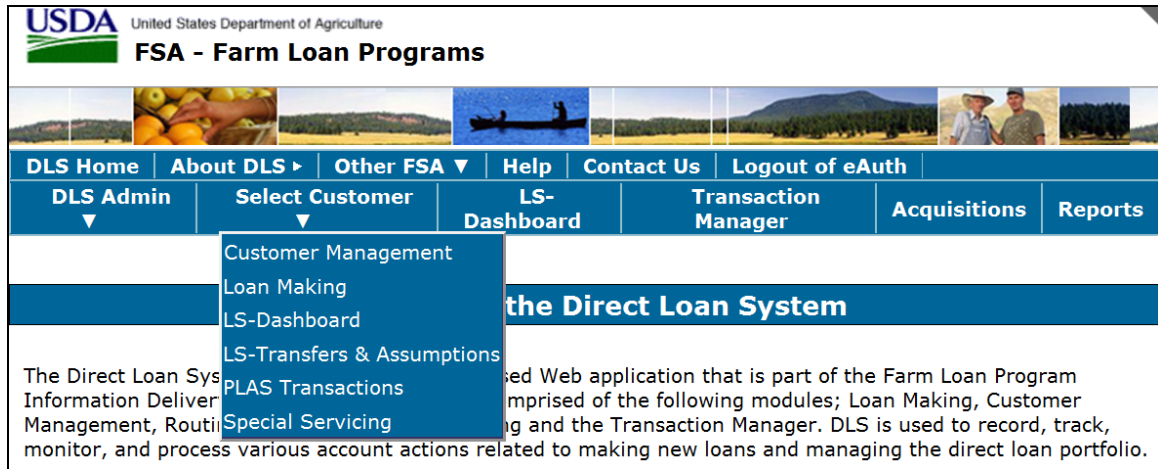 USDA United States Department of Agriculture
FSA - Farm Loan Programs
DLS Home About DLS ▸ Other FSA ▼ Help Contact Us Logout of eAuth
DLS Admin ▼ Select Customer ▼ LS-Dashboard Transaction Manager Acquisitions Reports
Customer Management
Loan Making
LS-Dashboard
LS-Transfers & Assumptions
PLAS Transactions
Special Servicing
the Direct Loan System
The Direct Loan Sys sed Web application that is part of the Farm Loan Program
Information Deliver mprised of the following modules; Loan Making, Customer
Management, Routi g and the Transaction Manager. DLS is used to record, track,
monitor, and process various account actions related to making new loans and managing the direct loan portfolio.